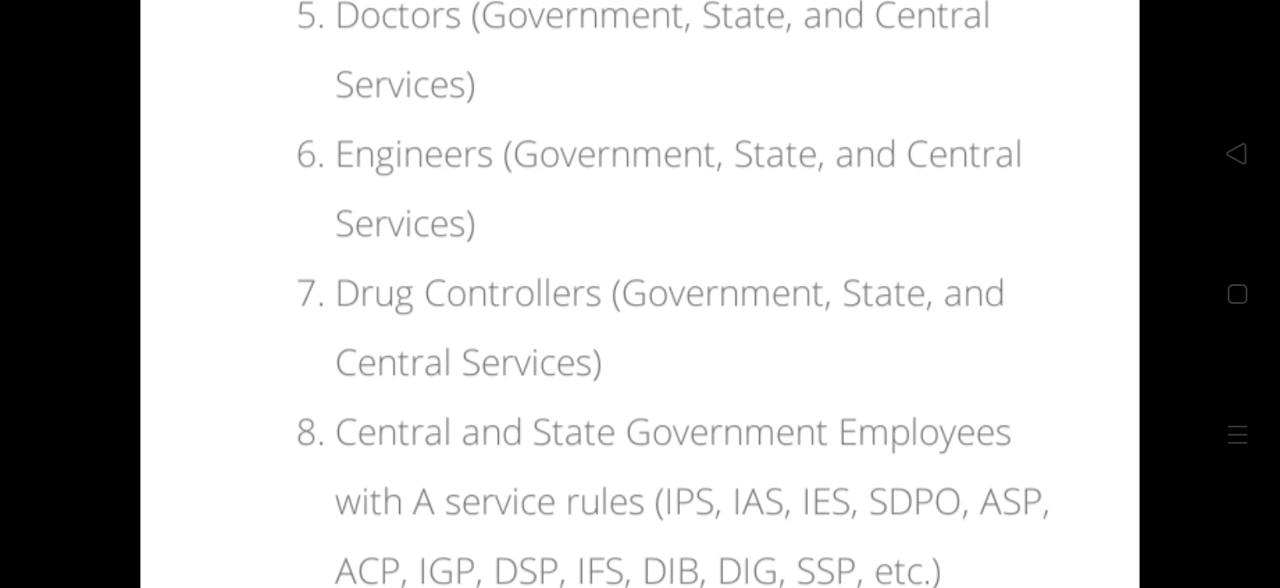 5. Doctors (Government, State, and Central
Services)
6. Engineers (Government, State, and Central
Services)
7. Drug Controllers (Government, State, and
Central Services)
8. Central and State Government Employees
with A service rules (IPS, IAS, IES, SDPO, ASP,
ACP, IGP, DSP, IFS, DIB, DIG, SSP, etc.)